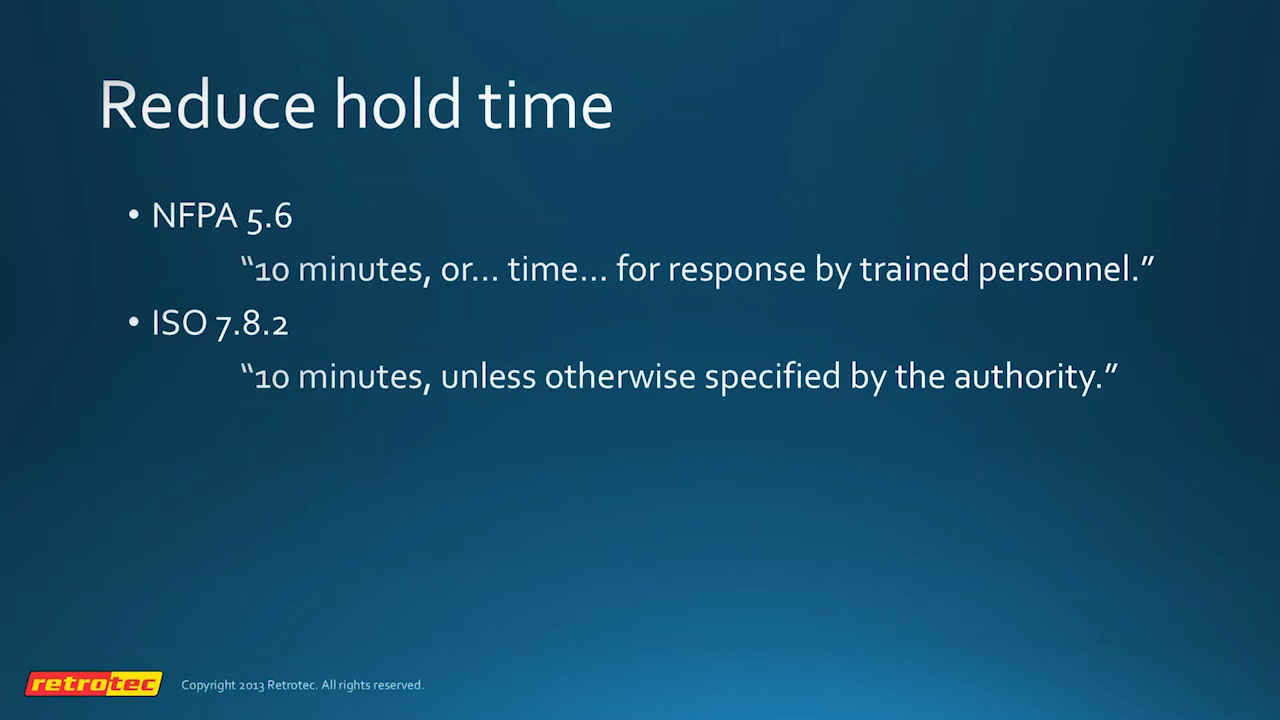 Reduce hold time
• NFPA 5.6
“10 minutes, or... time... for response by trained personnel.”
• ISO 7.8.2
“10 minutes, unless otherwise specified by the authority.”
retrotec Copyright 2013 Retrotec. All rights reserved.